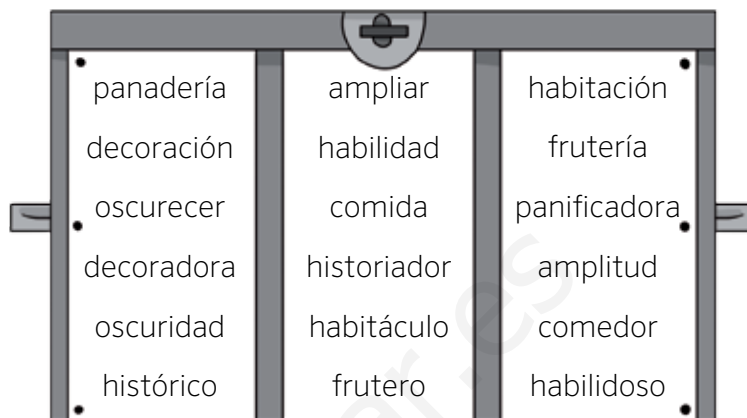 panadería ampliar habitación
decoración habilidad frutería
oscurecer comida panificadora
decoradora historiador amplitud
oscuridad habitáculo comedor
histórico frutero habilidoso